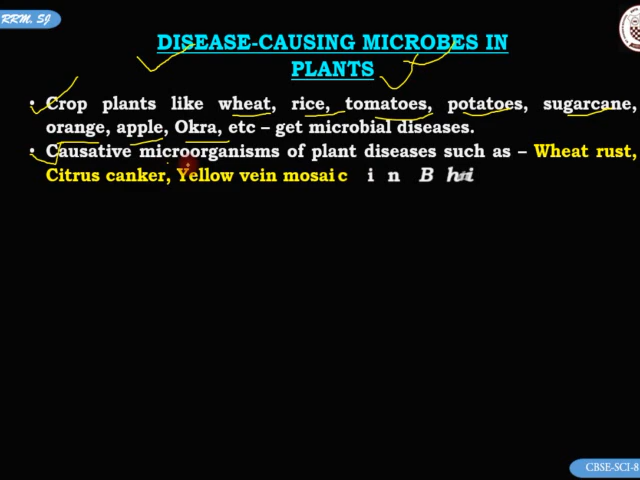 RRM, SJ
DISEASE-CAUSING MICROBES IN
PLANTS
• Crop plants like wheat, rice, tomatoes, potatoes, sugarcane,
orange, apple, Okra, etc – get microbial diseases.
• Causative microorganisms of plant diseases such as – Wheat rust,
Citrus canker, Yellow vein mosaic in
CBSE-SCI-8